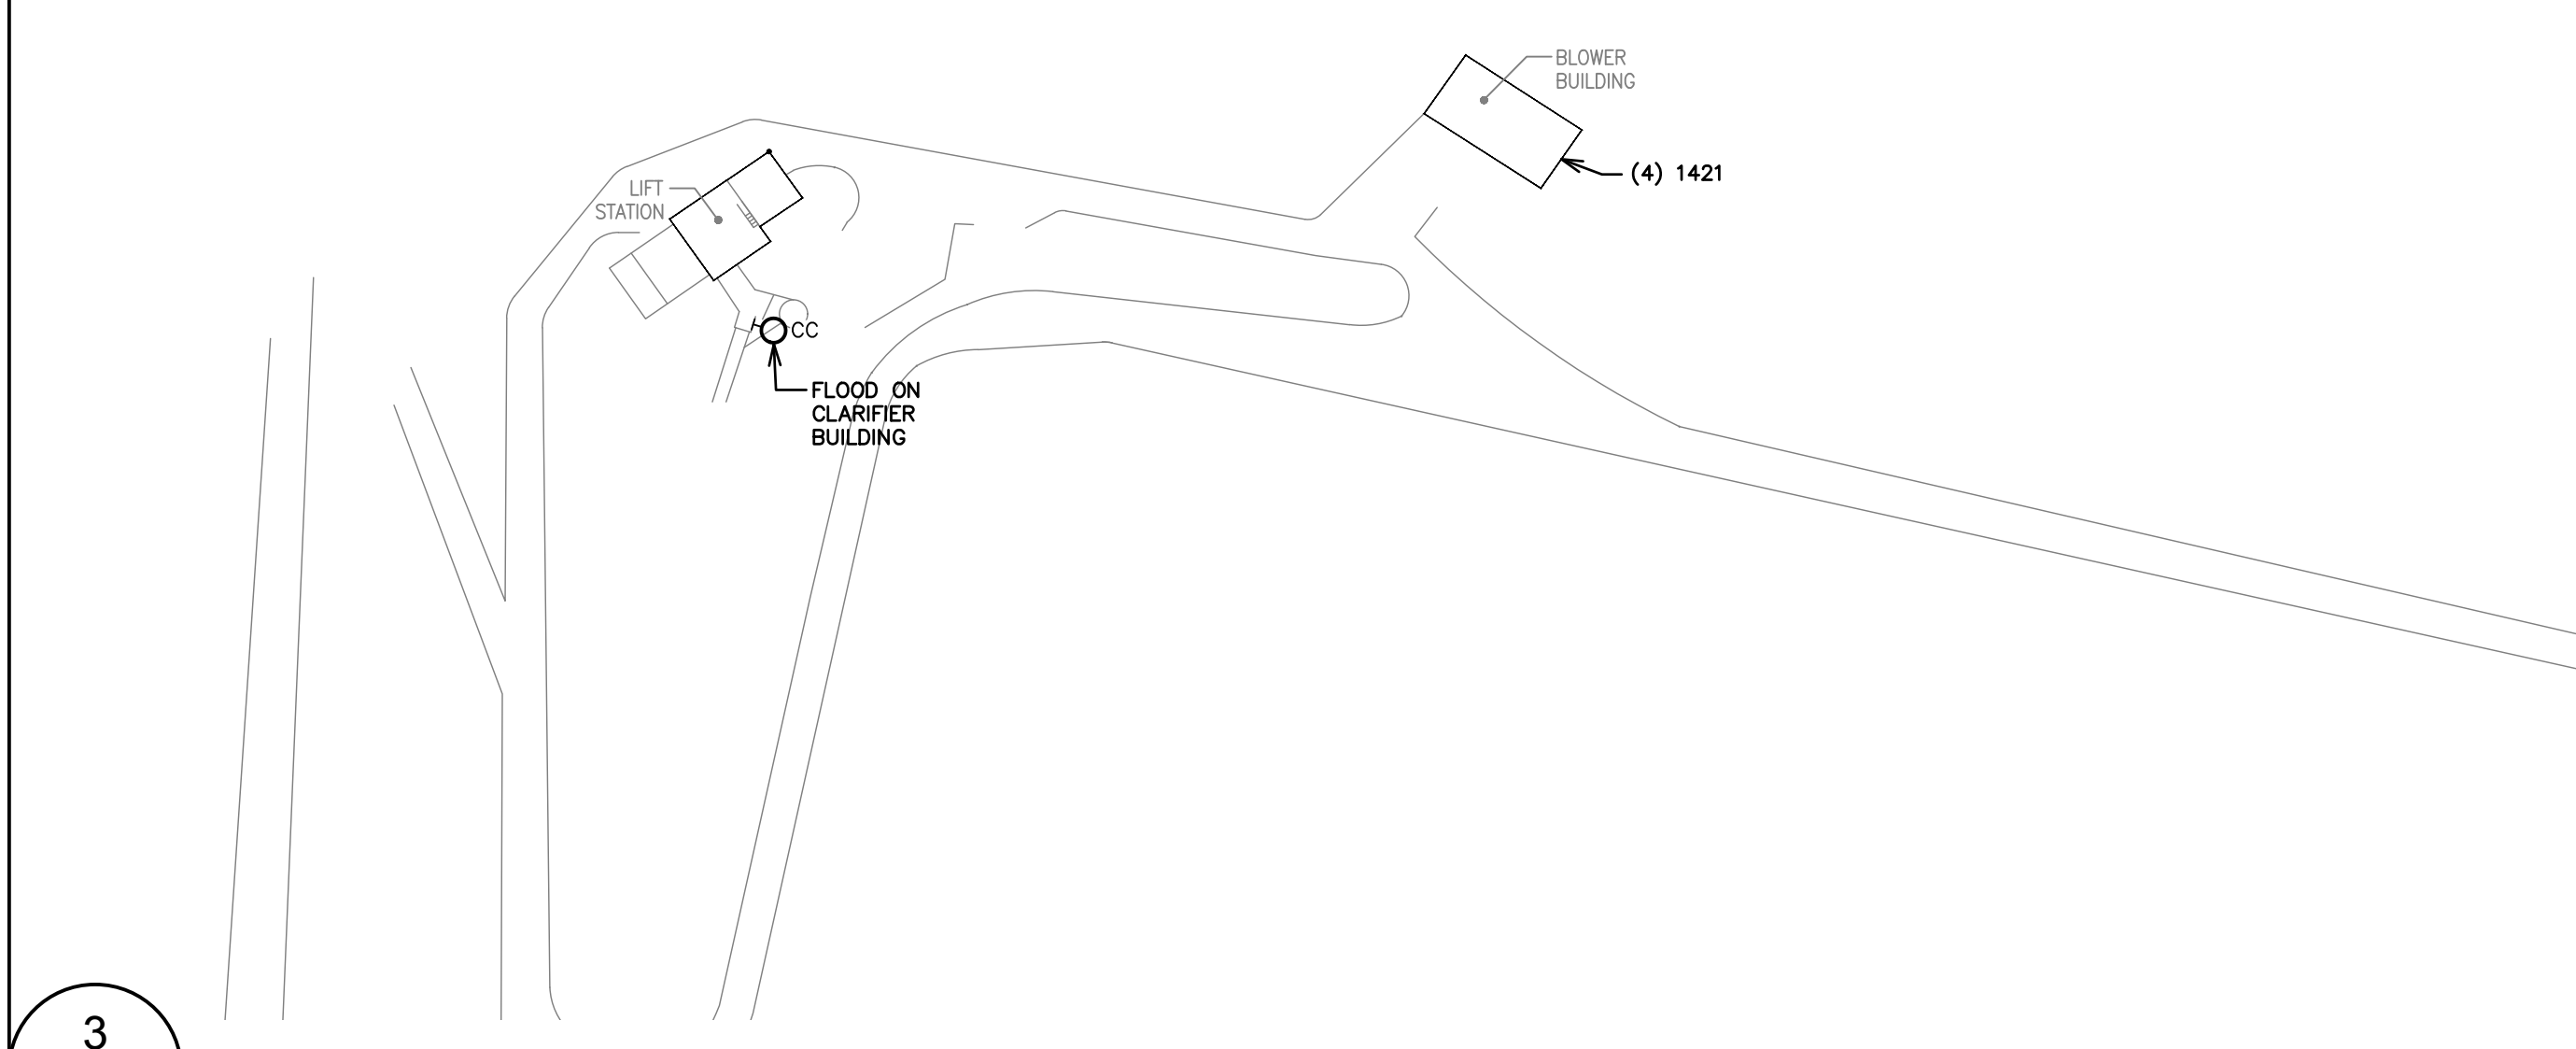 BLOWER
BUILDING
(4) 1421
LIFT
STATION
CC
FLOOD ON
CLARIFIER
BUILDING
3